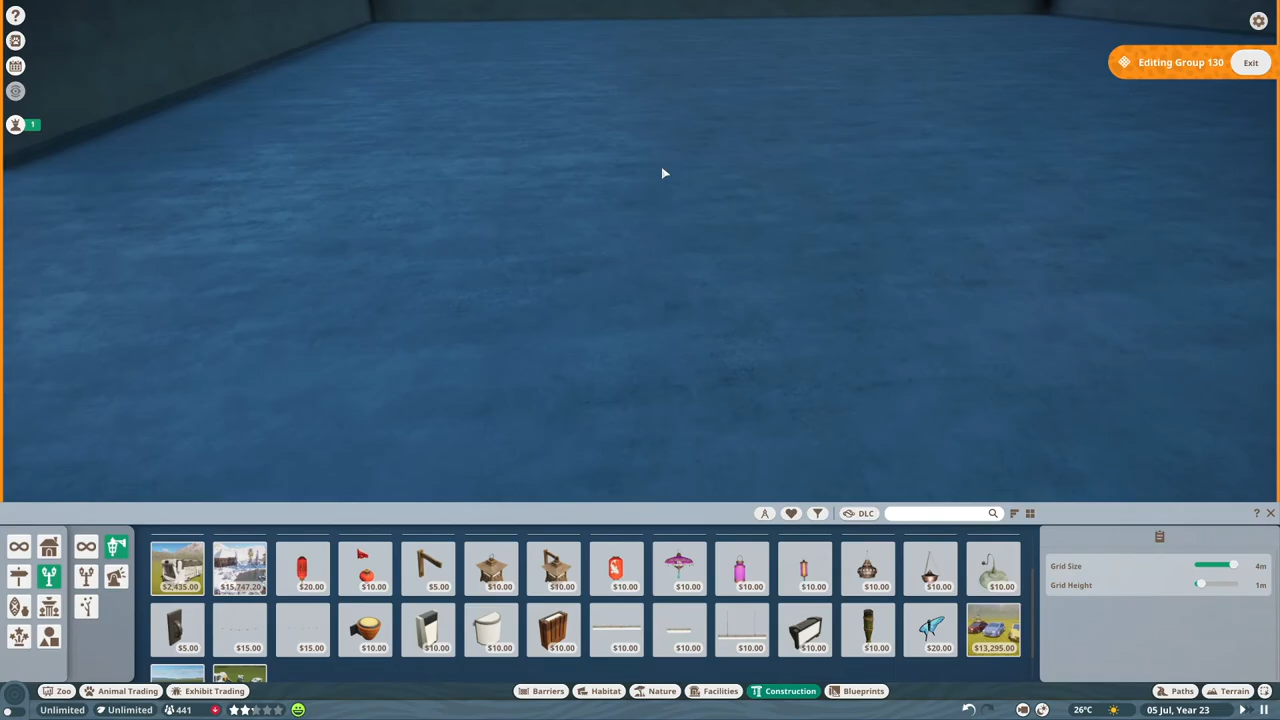 Editing Group 130
Exit
1
DLC
$2,435.00
$15,747.20
$20.00
$10.00
$5.00
$10.00
$10.00
$10.00
$10.00
$10.00
$10.00
$10.00
$10.00
$10.00
$5.00
$15.00
$15.00
$10.00
$10.00
$10.00
$10.00
$10.00
$10.00
$10.00
$10.00
$10.00
$20.00
$13,295.00
Grid Size
4m
Grid Height
1m
Zoo
Animal Trading
Exhibit Trading
Barriers
Habitat
Nature
Facilities
Construction
Blueprints
Paths
Terrain
Unlimited
Unlimited
441
26°C
05 Jul, Year 23